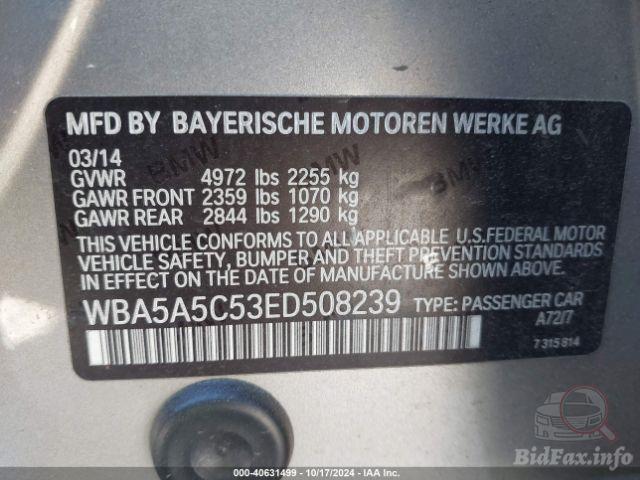 MFD BY BAYERISCHE MOTOREN WERKE AG
03/14
GVWR 4972 lbs 2255 kg
GAWR FRONT 2359 lbs 1070 kg
GAWR REAR 2844 lbs 1290 kg
THIS VEHICLE CONFORMS TO ALL APPLICABLE U.S.FEDERAL MOTOR
VEHICLE SAFETY, BUMPER AND THEFT PREVENTION STANDARDS
IN EFFECT ON THE DATE OF MANUFACTURE SHOWN ABOVE.
WBA5A5C53ED508239 TYPE: PASSENGER CAR
A72/7
7 315 814
BidFax.info
000-40631499 - 10/17/2024 - IAA Inc.